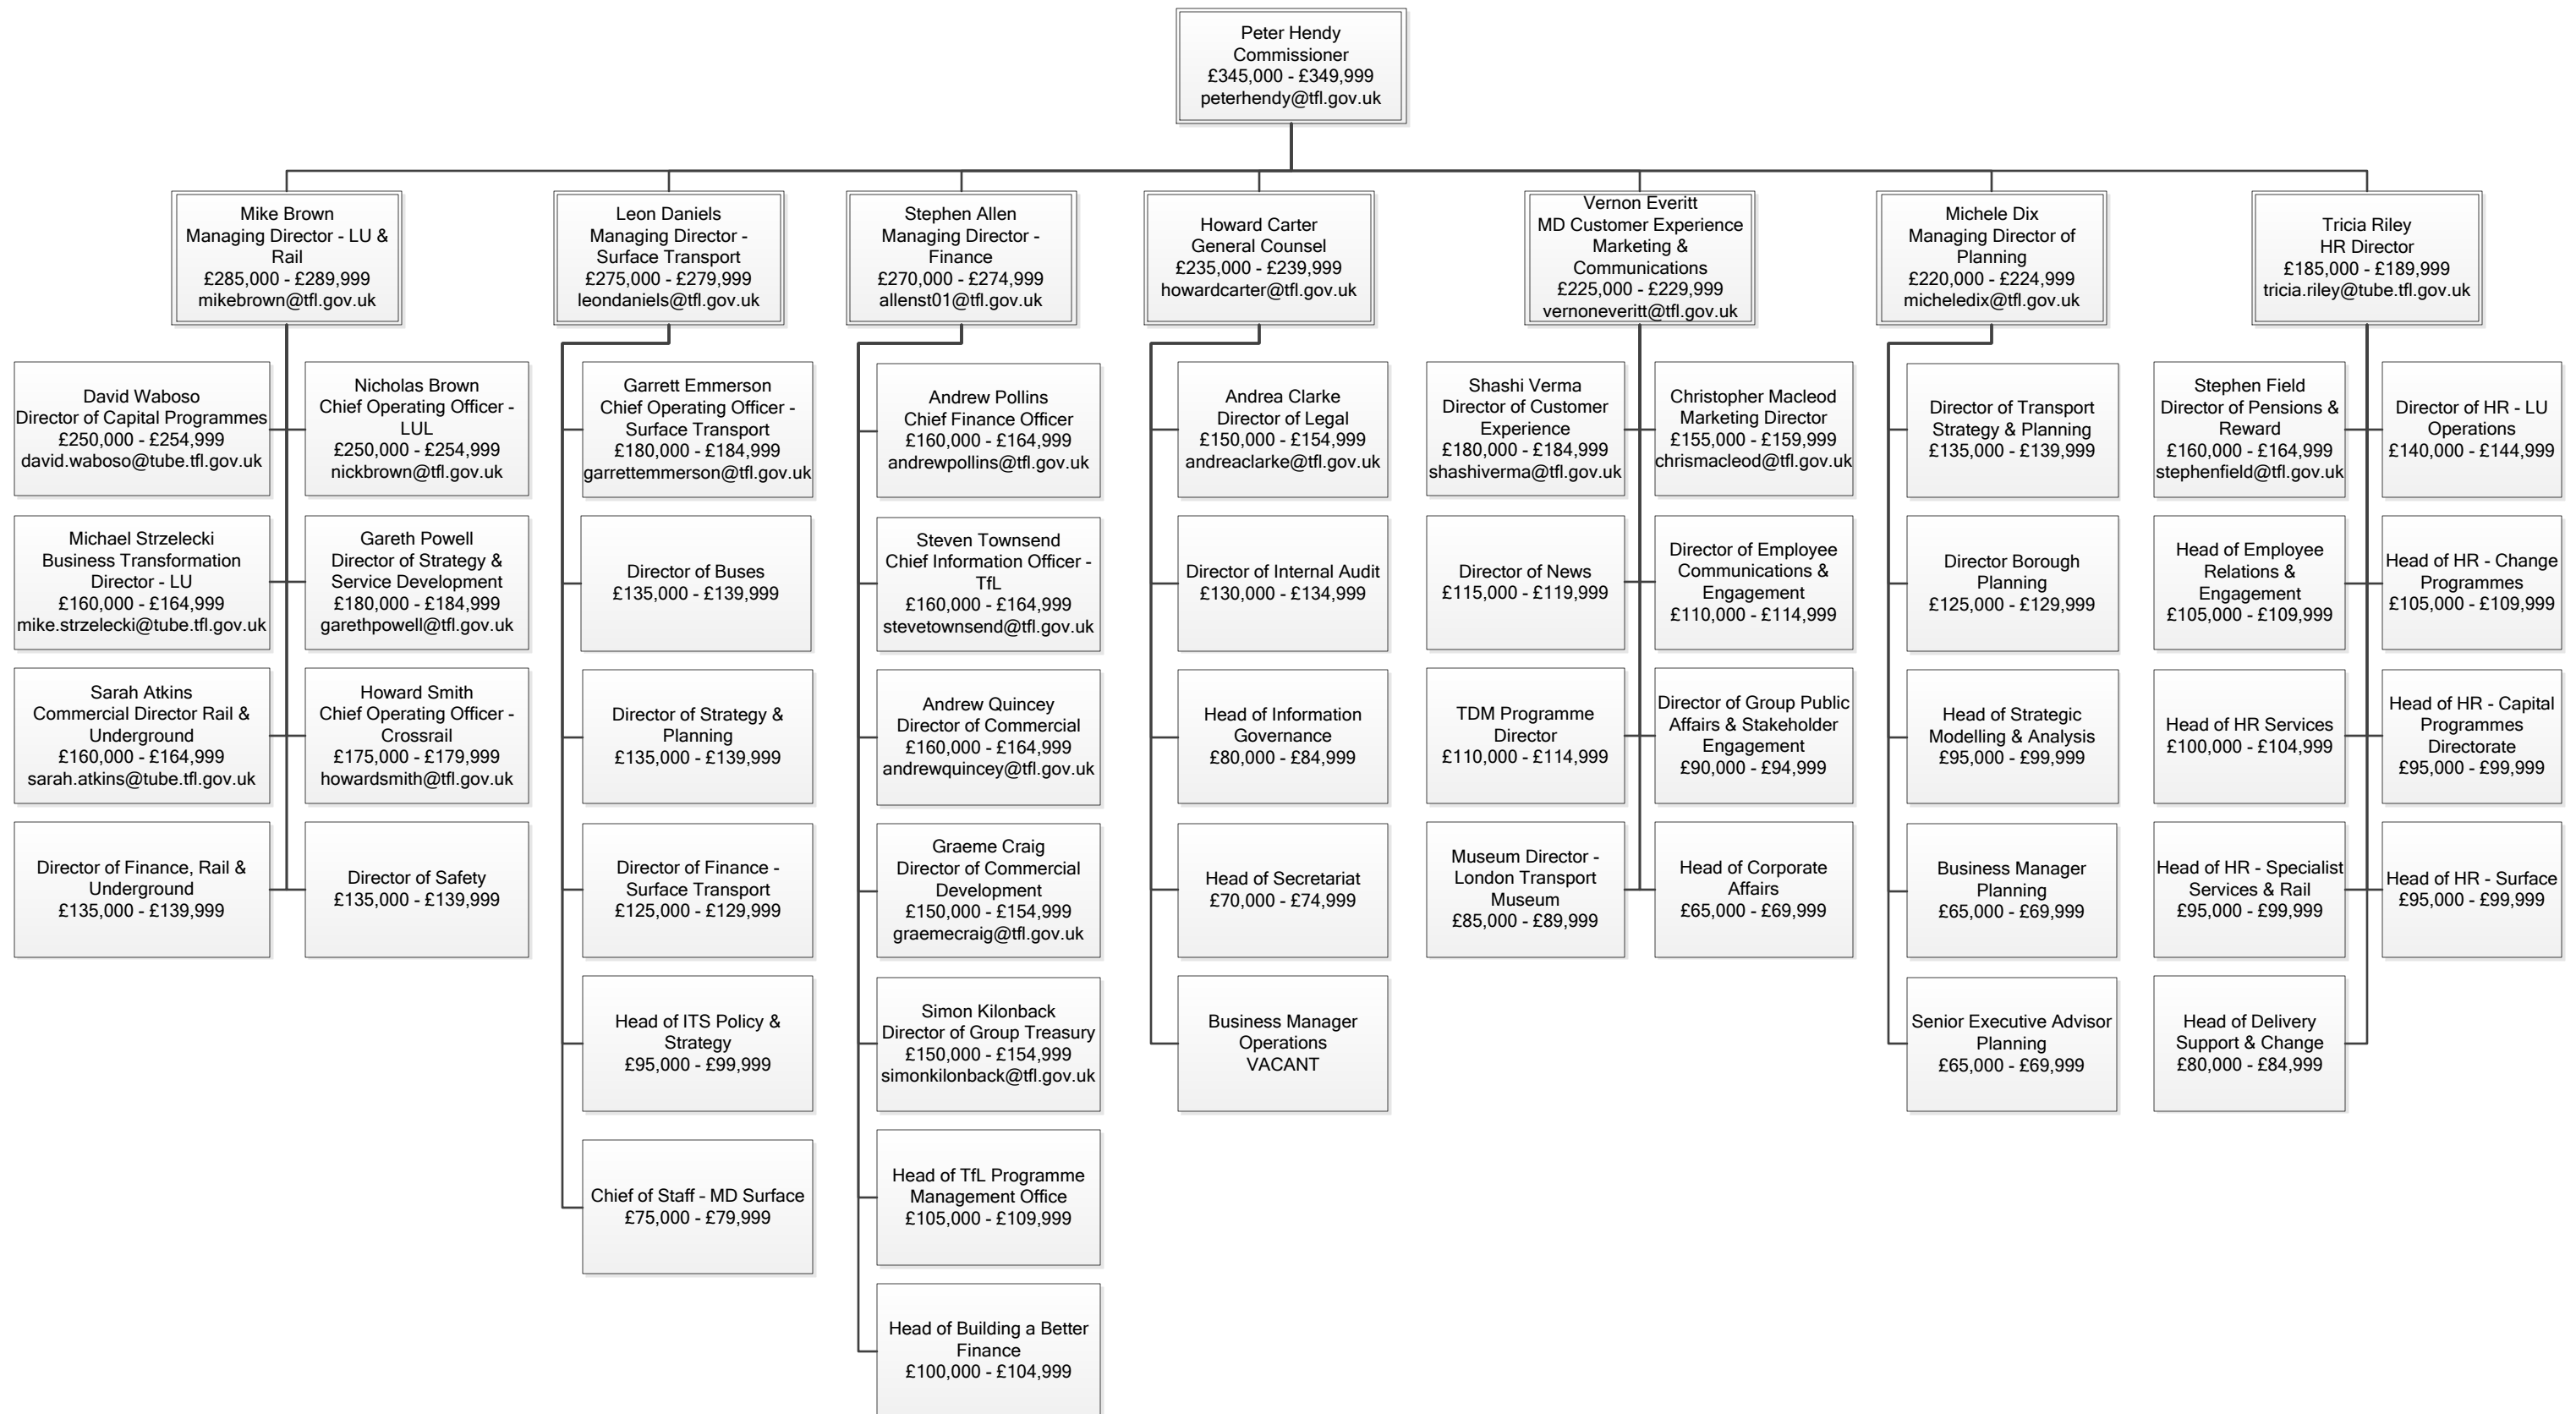 Peter Hendy
Commissioner
£345,000 - £349,999
peterhendy@tfl.gov.uk
Mike Brown
Managing Director - LU &
Rail
£285,000 - £289,999
mikebrown@tfl.gov.uk
Leon Daniels
Managing Director -
Surface Transport
£275,000 - £279,999
leondaniels@tfl.gov.uk
Stephen Allen
Managing Director -
Finance
£270,000 - £274,999
allenst01@tfl.gov.uk
Howard Carter
General Counsel
£235,000 - £239,999
howardcarter@tfl.gov.uk
Vernon Everitt
MD Customer Experience
Marketing &
Communications
£225,000 - £229,999
vernoneveritt@tfl.gov.uk
Michele Dix
Managing Director of
Planning
£220,000 - £224,999
micheledix@tfl.gov.uk
Tricia Riley
HR Director
£185,000 - £189,999
tricia.riley@tube.tfl.gov.uk
David Waboso
Director of Capital Programmes
£250,000 - £254,999
david.waboso@tube.tfl.gov.uk
Nicholas Brown
Chief Operating Officer -
LUL
£250,000 - £254,999
nickbrown@tfl.gov.uk
Michael Strzelecki
Business Transformation
Director - LU
£160,000 - £164,999
mike.strzelecki@tube.tfl.gov.uk
Gareth Powell
Director of Strategy &
Service Development
£180,000 - £184,999
garethpowell@tfl.gov.uk
Sarah Atkins
Commercial Director Rail &
Underground
£160,000 - £164,999
sarah.atkins@tube.tfl.gov.uk
Howard Smith
Chief Operating Officer -
Crossrail
£175,000 - £179,999
howardsmith@tfl.gov.uk
Director of Finance, Rail &
Underground
£135,000 - £139,999
Director of Safety
£135,000 - £139,999
Garrett Emmerson
Chief Operating Officer -
Surface Transport
£180,000 - £184,999
garrettemmerson@tfl.gov.uk
Director of Buses
£135,000 - £139,999
Director of Strategy &
Planning
£135,000 - £139,999
Director of Finance -
Surface Transport
£125,000 - £129,999
Head of ITS Policy &
Strategy
£95,000 - £99,999
Chief of Staff - MD Surface
£75,000 - £79,999
Andrew Pollins
Chief Finance Officer
£160,000 - £164,999
andrewpollins@tfl.gov.uk
Steven Townsend
Chief Information Officer -
TfL
£160,000 - £164,999
stevetownsend@tfl.gov.uk
Andrew Quincey
Director of Commercial
£160,000 - £164,999
andrewquincey@tfl.gov.uk
Graeme Craig
Director of Commercial
Development
£150,000 - £154,999
graemecraig@tfl.gov.uk
Simon Kilonback
Director of Group Treasury
£150,000 - £154,999
simonkilonback@tfl.gov.uk
Head of TfL Programme
Management Office
£105,000 - £109,999
Head of Building a Better
Finance
£100,000 - £104,999
Andrea Clarke
Director of Legal
£150,000 - £154,999
andreaclarke@tfl.gov.uk
Director of Internal Audit
£130,000 - £134,999
Head of Information
Governance
£80,000 - £84,999
Head of Secretariat
£70,000 - £74,999
Business Manager
Operations
VACANT
Shashi Verma
Director of Customer
Experience
£180,000 - £184,999
shashiverma@tfl.gov.uk
Christopher Macleod
Marketing Director
£155,000 - £159,999
chrismacleod@tfl.gov.uk
Director of News
£115,000 - £119,999
Director of Employee
Communications &
Engagement
£110,000 - £114,999
TDM Programme
Director
£110,000 - £114,999
Director of Group Public
Affairs & Stakeholder
Engagement
£90,000 - £94,999
Museum Director -
London Transport
Museum
£85,000 - £89,999
Head of Corporate
Affairs
£65,000 - £69,999
Director of Transport
Strategy & Planning
£135,000 - £139,999
Director Borough
Planning
£125,000 - £129,999
Head of Strategic
Modelling & Analysis
£95,000 - £99,999
Business Manager
Planning
£65,000 - £69,999
Senior Executive Advisor
Planning
£65,000 - £69,999
Stephen Field
Director of Pensions &
Reward
£160,000 - £164,999
stephenfield@tfl.gov.uk
Director of HR - LU
Operations
£140,000 - £144,999
Head of Employee
Relations &
Engagement
£105,000 - £109,999
Head of HR - Change
Programmes
£105,000 - £109,999
Head of HR Services
£100,000 - £104,999
Head of HR - Capital
Programmes
Directorate
£95,000 - £99,999
Head of HR - Specialist
Services & Rail
£95,000 - £99,999
Head of HR - Surface
£95,000 - £99,999
Head of Delivery
Support & Change
£80,000 - £84,999